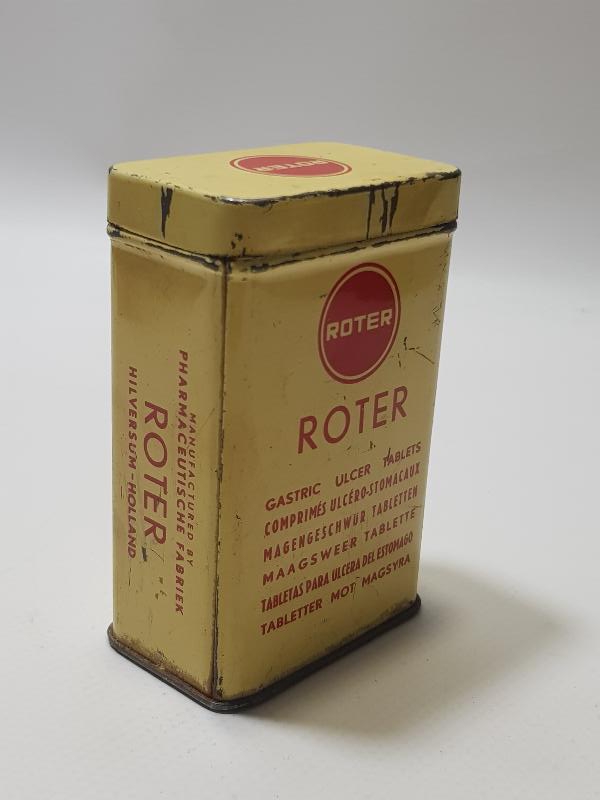 ROTER
ROTER
ROTER
GASTRIC ULCER TABLETS
COMPRIMÉS ULCÉRO-STOMACAUX
MAGENGESCHWÜR TABLETTEN
MAAGSWEER TABLETTE
TABLETAS PARA ULCERA DEL ESTOMAGO
TABLETTER MOT MAGSYRA
MANUFACTURED BY
PHARMACEUTISCHE FABRIEK
ROTER
HILVERSUM-HOLLAND